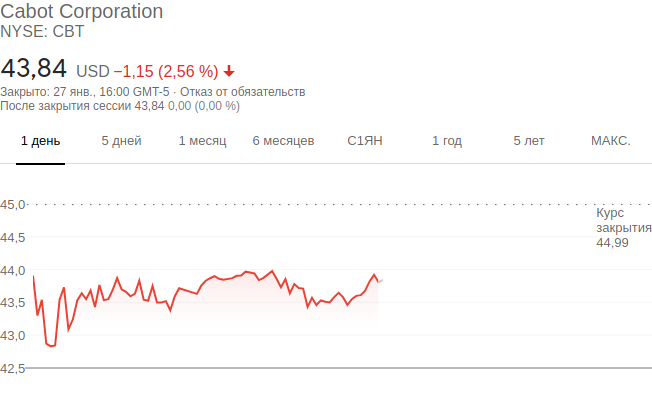 Cabot Corporation
NYSE: CBT
43,84 USD −1,15 (2,56 %)
Закрыто: 27 янв., 16:00 GMT-5 · Отказ от обязательств
После закрытия сессии 43,84 0,00 (0,00 %)
1 день 5 дней 1 месяц 6 месяцев С1ЯН 1 год 5 лет МАКС.
45,0
Курс
закрытия
44,99
44,5
44,0
43,5
43,0
42,5